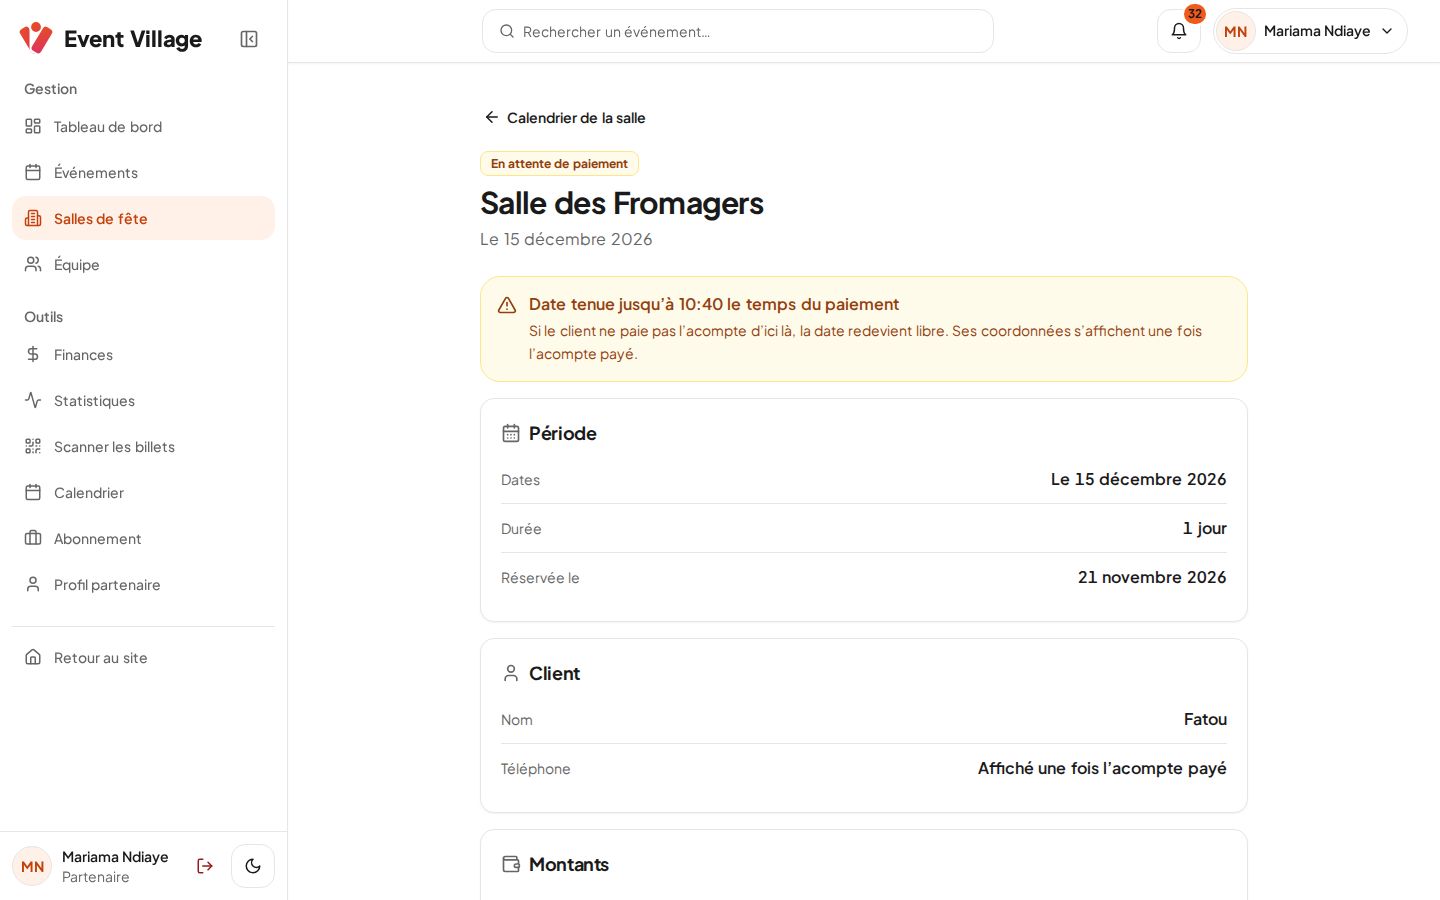 Event Village
Gestion
Tableau de bord
Événements
Salles de fête
Équipe
Outils
Finances
Statistiques
Scanner les billets
Calendrier
Abonnement
Profil partenaire
Retour au site
MN
Mariama Ndiaye
Partenaire
Rechercher un événement...
32
MN
Mariama Ndiaye
Calendrier de la salle
En attente de paiement
Salle des Fromagers
Le 15 décembre 2026
Date tenue jusqu’à 10:40 le temps du paiement
Si le client ne paie pas l’acompte d’ici là, la date redevient libre. Ses coordonnées s’affichent une fois
l’acompte payé.
Période
Dates
Le 15 décembre 2026
Durée
1 jour
Réservée le
21 novembre 2026
Client
Nom
Fatou
Téléphone
Affiché une fois l’acompte payé
Montants